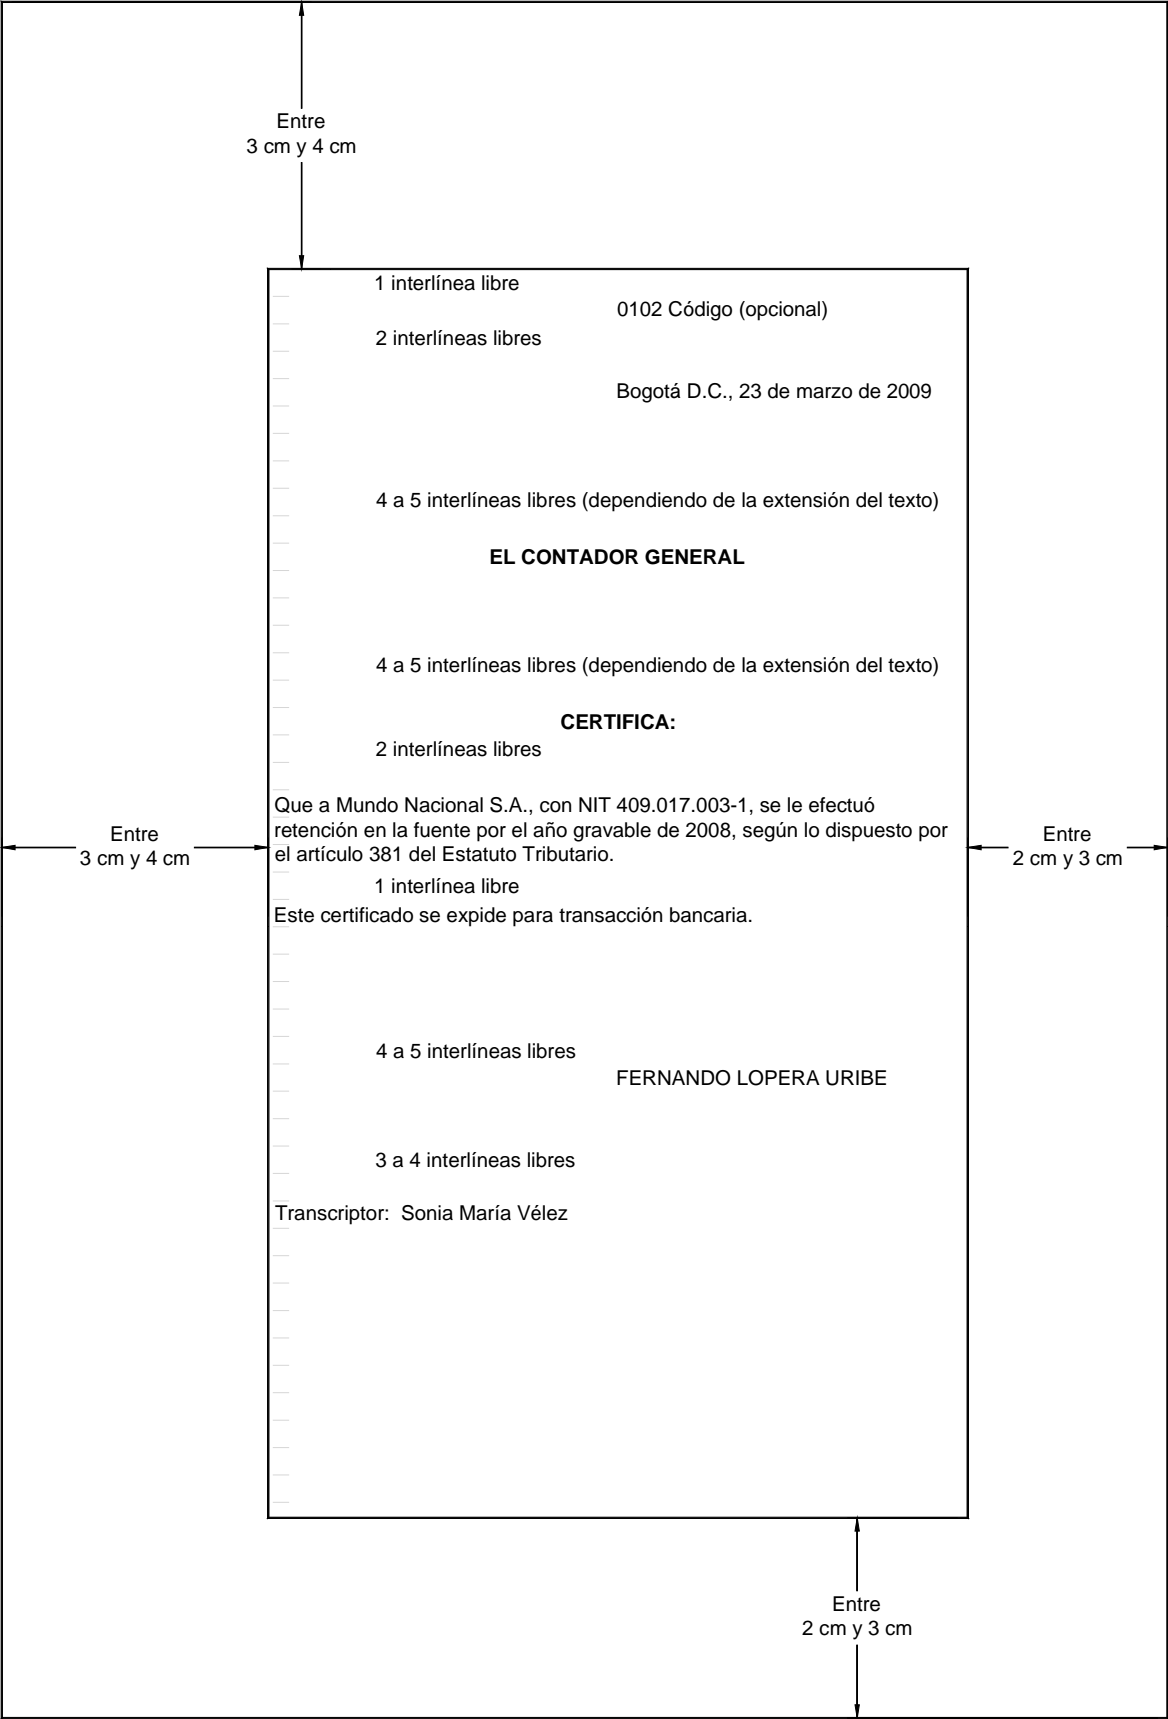 Entre
3 cm y 4 cm
1 interlínea libre
0102 Código (opcional)
2 interlíneas libres
Bogotá D.C., 23 de marzo de 2009
4 a 5 interlíneas libres (dependiendo de la extensión del texto)
EL CONTADOR GENERAL
4 a 5 interlíneas libres (dependiendo de la extensión del texto)
CERTIFICA:
2 interlíneas libres
Que a Mundo Nacional S.A., con NIT 409.017.003-1, se le efectuó
retención en la fuente por el año gravable de 2008, según lo dispuesto por
el artículo 381 del Estatuto Tributario.
Entre
3 cm y 4 cm
Entre
2 cm y 3 cm
1 interlínea libre
Este certificado se expide para transacción bancaria.
4 a 5 interlíneas libres
FERNANDO LOPERA URIBE
3 a 4 interlíneas libres
Transcriptor:  Sonia María Vélez
Entre
2 cm y 3 cm